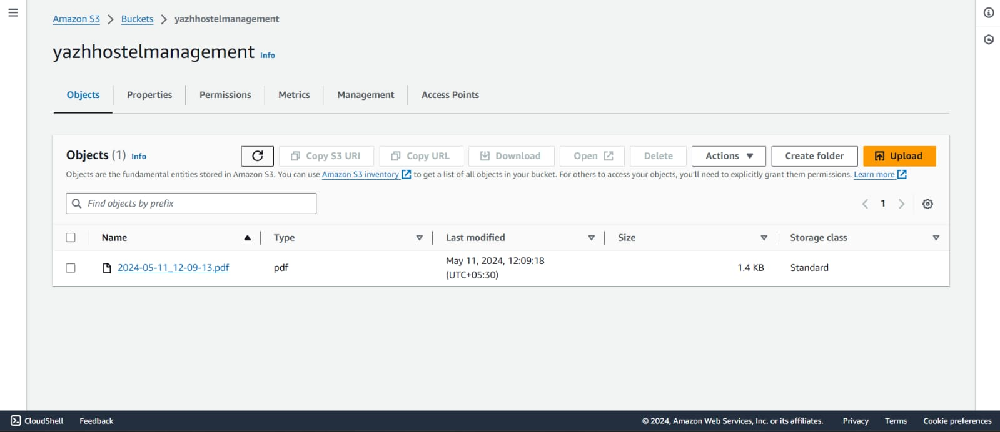 Amazon S3 > Buckets > yazhhostelmanagement
yazhhostelmanagement Info
Objects Properties Permissions Metrics Management Access Points
Objects (1) Info Copy S3 URI Copy URL Download Open Delete Actions Create folder Upload
Objects are the fundamental entities stored in Amazon S3. You can use Amazon S3 inventory to get a list of all objects in your bucket. For others to access your objects, you'll need to explicitly grant them permissions. Learn more
Find objects by prefix 1
Name Type Last modified Size Storage class
2024-05-11_12-09-13.pdf pdf May 11, 2024, 12:09:18 1.4 KB Standard
(UTC+05:30)
CloudShell Feedback © 2024, Amazon Web Services, Inc. or its affiliates. Privacy Terms Cookie preferences